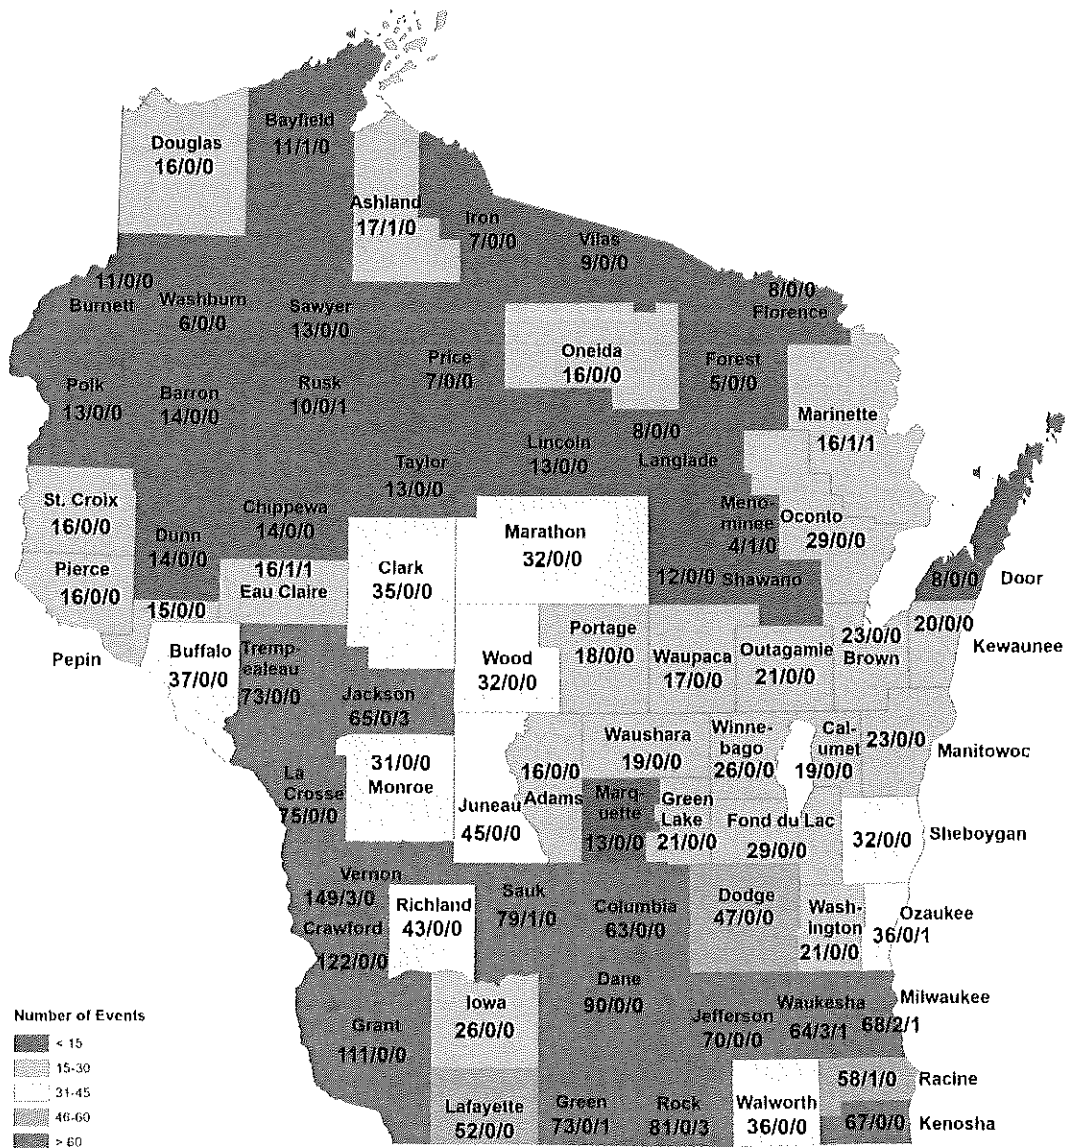 Douglas
16/0/0
Bayfield
11/1/0
Ashland
17/1/0
Iron
7/0/0
Vilas
9/0/0
8/0/0
Florence
11/0/0
Burnett
Washburn
6/0/0
Sawyer
13/0/0
Price
7/0/0
Oneida
16/0/0
Forest
5/0/0
Marinette
16/1/1
Polk
13/0/0
Barron
14/0/0
Rusk
10/0/1
Taylor
13/0/0
Lincoln
13/0/0
8/0/0
Langlade
St. Croix
16/0/0
Dunn
14/0/0
Chippewa
14/0/0
Marathon
32/0/0
Meno-
minee
4/1/0
Oconto
29/0/0
Pierce
16/0/0
16/1/1
Eau Claire
Clark
35/0/0
12/0/0
Shawano
8/0/0
Door
15/0/0
Pepin
Buffalo
37/0/0
Tremp-
ealeau
73/0/0
Jackson
65/0/3
Wood
32/0/0
Portage
18/0/0
Waupaca
17/0/0
Outagamie
21/0/0
23/0/0
Brown
20/0/0
Kewaunee
La
Crosse
75/0/0
31/0/0
Monroe
Juneau
45/0/0
16/0/0
Adams
Waushara
19/0/0
Winne-
bago
26/0/0
Cal-
umet
19/0/0
23/0/0
Manitowoc
Marq-
uette
13/0/0
Green
Lake
21/0/0
Fond du Lac
29/0/0
32/0/0
Sheboygan
Vernon
149/3/0
Crawford
122/0/0
Richland
43/0/0
Sauk
79/1/0
Columbia
63/0/0
Dodge
47/0/0
Wash-
ington
21/0/0
Ozaukee
36/0/1
Grant
111/0/0
Iowa
26/0/0
Dane
90/0/0
Jefferson
70/0/0
Waukesha
64/3/1
Milwaukee
68/2/1
Lafayette
52/0/0
Green
73/0/1
Rock
81/0/3
Walworth
36/0/0
58/1/0
Racine
67/0/0
Kenosha
Number of Events
< 15
15-30
31-45
46-60
> 60